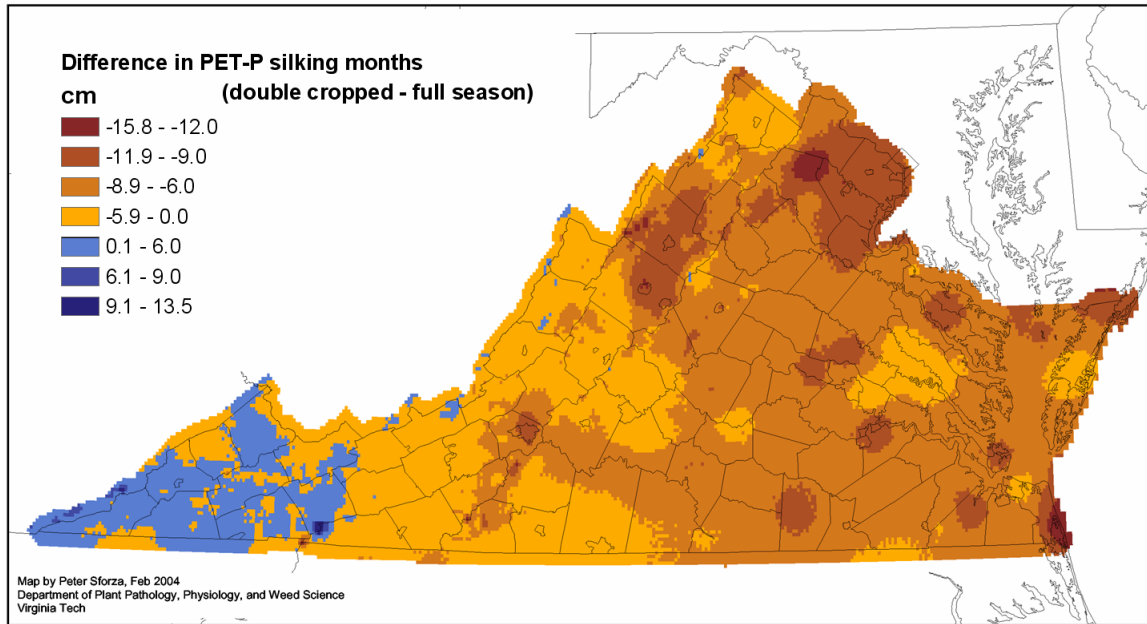 Difference in PET-P silking months
cm (double cropped - full season)
-15.8 - -12.0
-11.9 - -9.0
-8.9 - -6.0
-5.9 - 0.0
0.1 - 6.0
6.1 - 9.0
9.1 - 13.5
Map by Peter Sforza, Feb 2004
Department of Plant Pathology, Physiology, and Weed Science
Virginia Tech